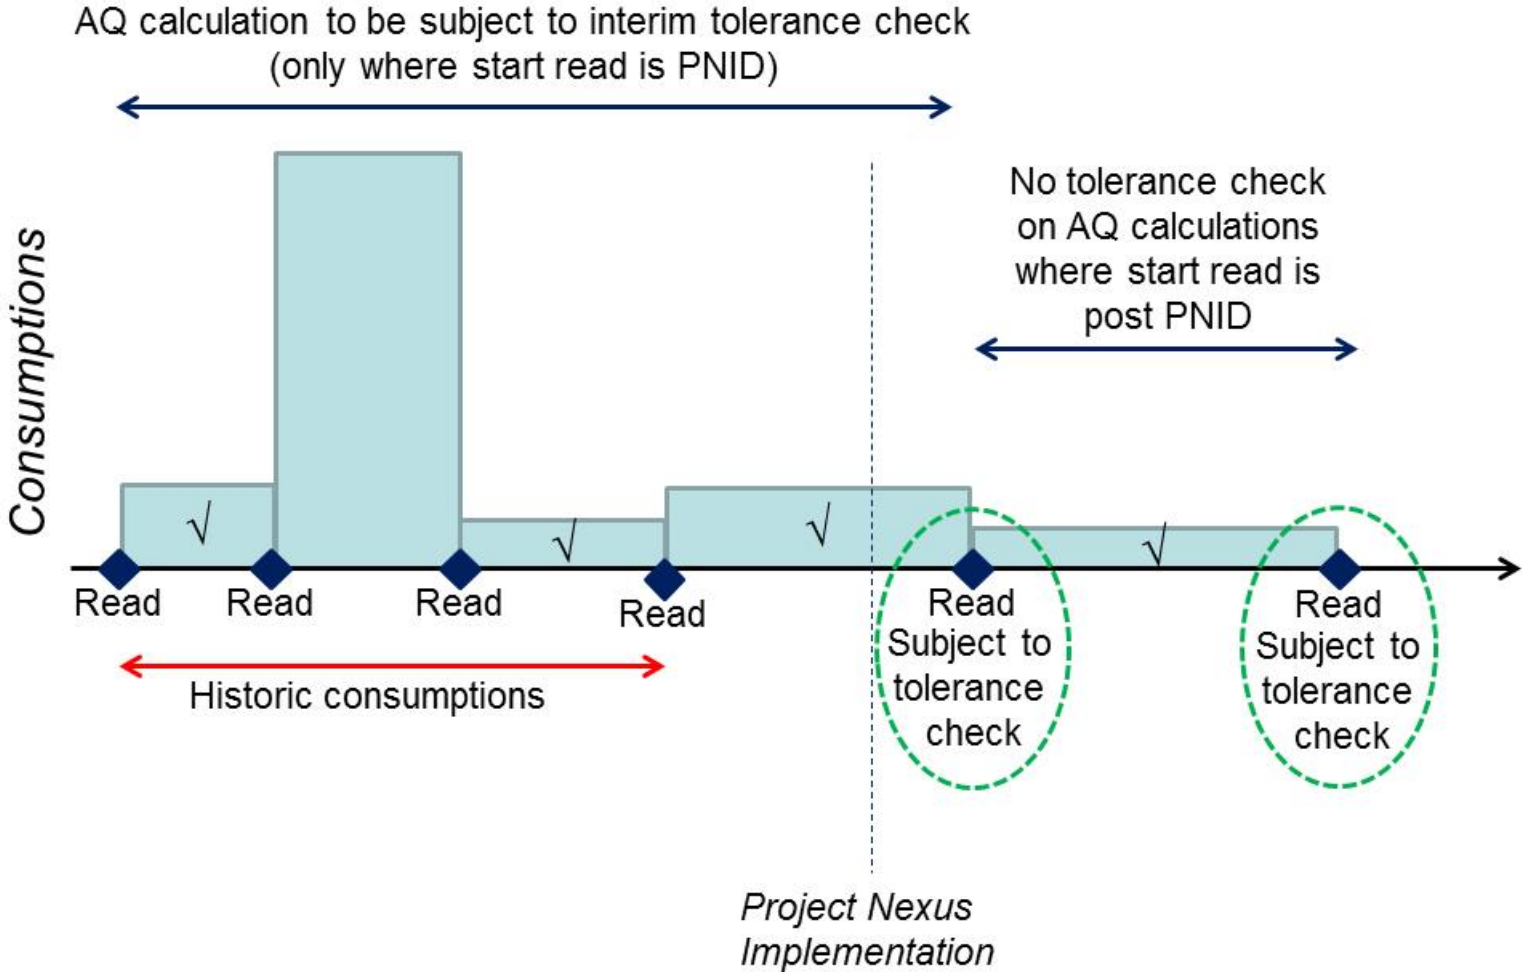 AQ calculation to be subject to interim tolerance check
(only where start read is PNID)
No tolerance check
on AQ calculations
where start read is
post PNID
Consumptions
√
√
√
√
Read
Read
Read
Read
Read
Subject to
tolerance
check
Read
Subject to
tolerance
check
Historic consumptions
Project Nexus
Implementation